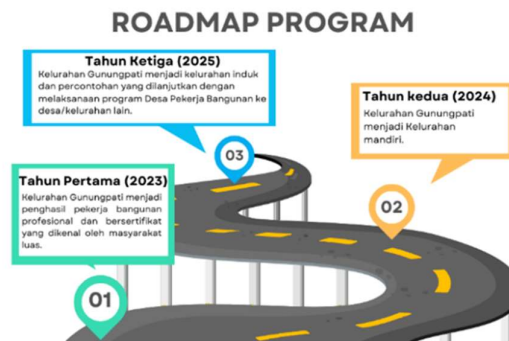 ROADMAP PROGRAM
Tahun Ketiga (2025)
Kelurahan Gunungpati menjadi kelurahan induk
dan percontohan yang dilanjutkan dengan
melaksanaan program Desa Pekerja Bangunan ke
desa/kelurahan lain.
Tahun kedua (2024)
Kelurahan Gunungpati
menjadi Kelurahan
mandiri.
03
Tahun Pertama (2023)
Kelurahan Gunungpati menjadi
penghasil pekerja bangunan
profesional dan bersertifikat
yang dikenal oleh masyarakat
luas.
02
01